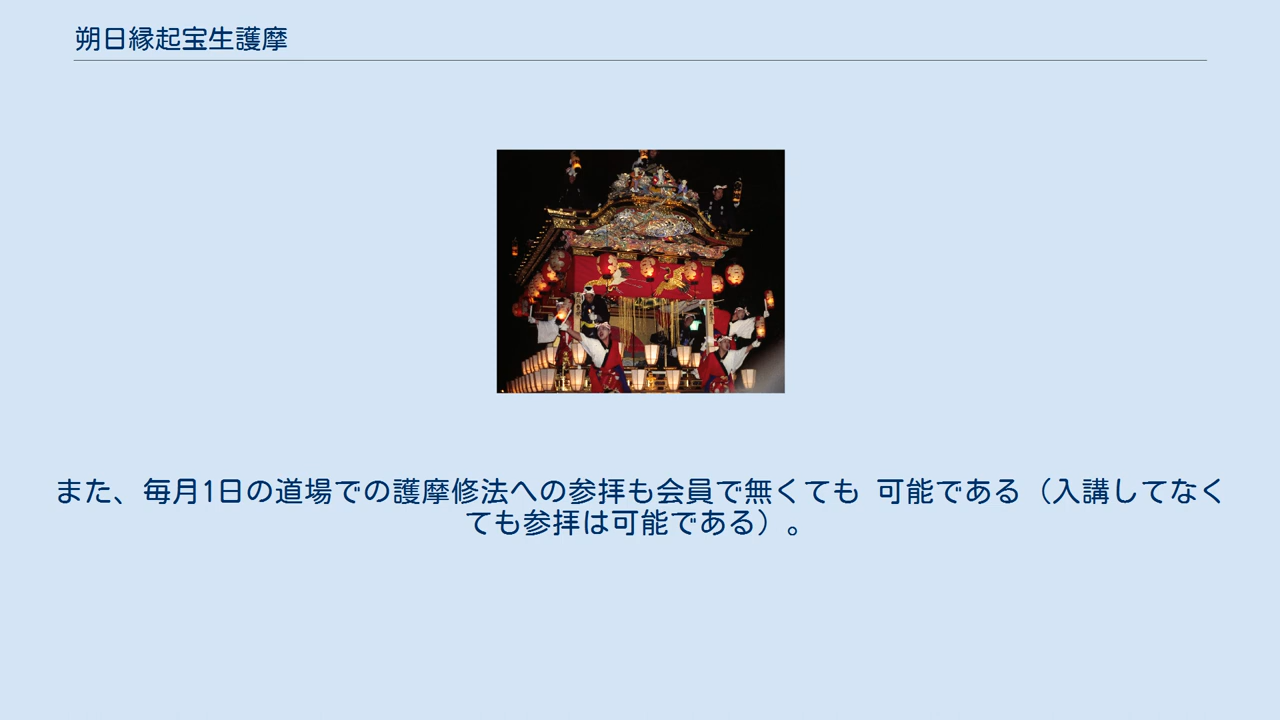 朔日縁起宝生護摩
また、毎月1日の道場での護摩修法への参拝も会員で無くても 可能である（入講してなく
ても参拝は可能である）。